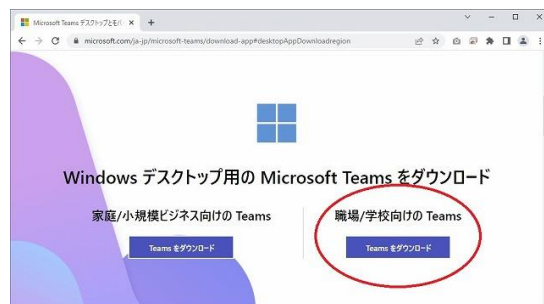 Microsoft Teams デスクトップとモバ
microsoft.com/ja-jp/microsoft-teams/download-app#desktopAppDownloadregion
Windows デスクトップ用の Microsoft Teams をダウンロード
家庭/小規模ビジネス向けの Teams
職場/学校向けの Teams
Teams をダウンロード
Teams をダウンロード